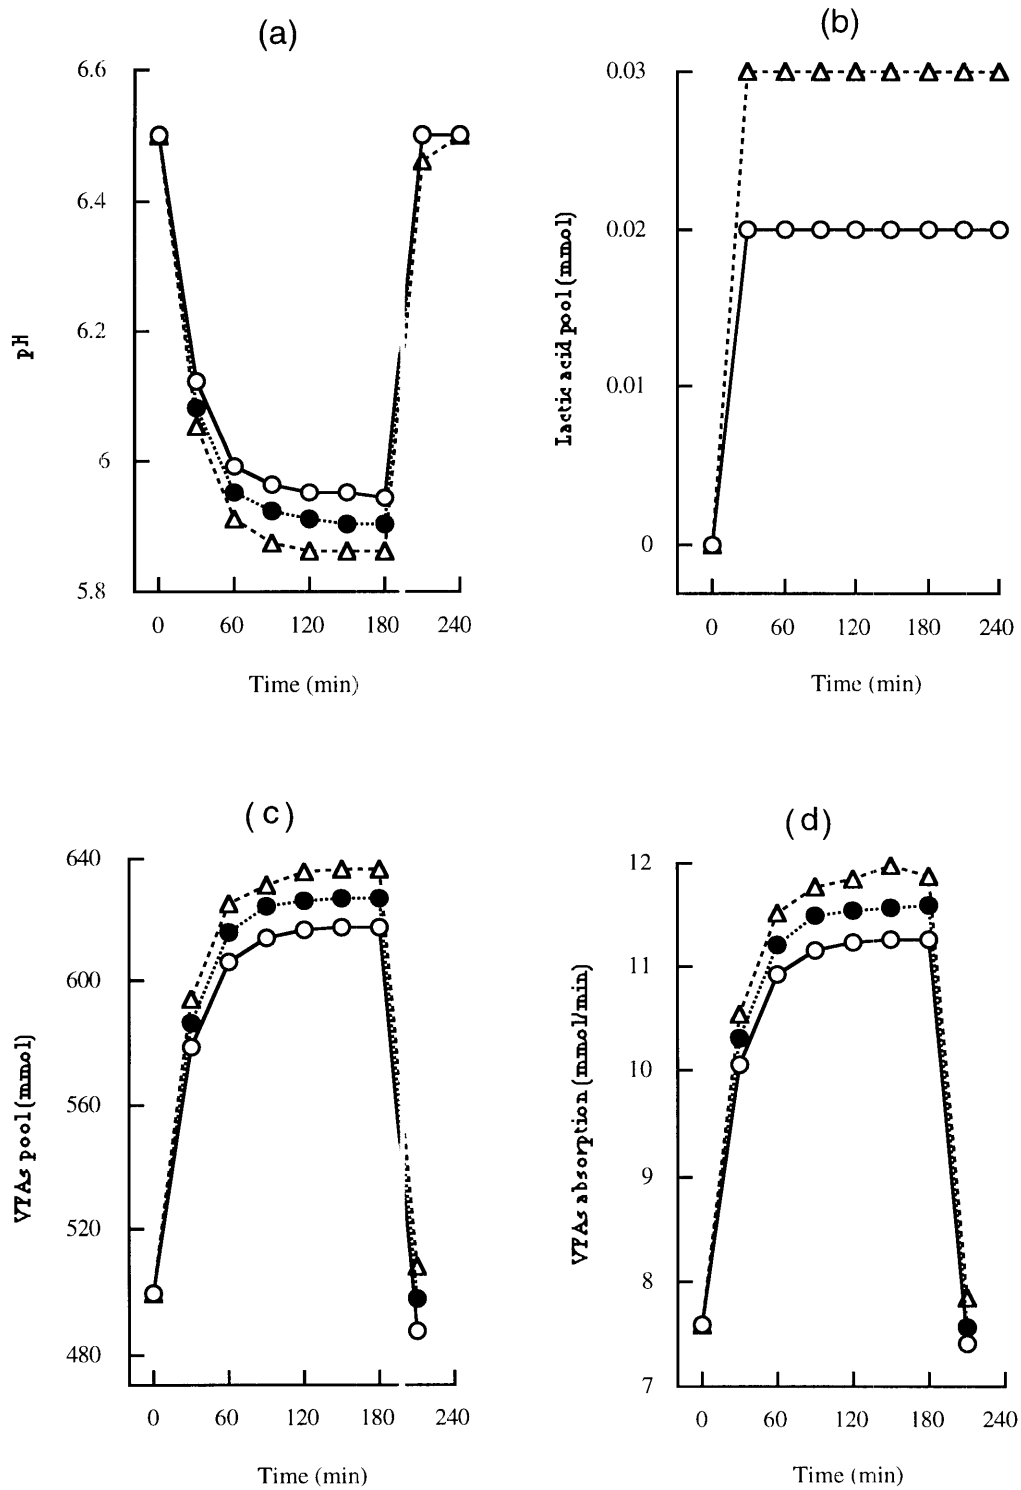 (a)
6.6
6.4
6.2
6
5.8
pH
0 60 120 180 240
Time (min)
(b)
0.03
0.02
0.01
0
Lactic acid pool (mmol)
0 60 120 180 240
Time (min)
(c)
640
600
560
520
480
VFAs pool (mmol)
0 60 120 180 240
Time (min)
(d)
12
11
10
9
8
7
VFAs absorption (mmol/min)
0 60 120 180 240
Time (min)